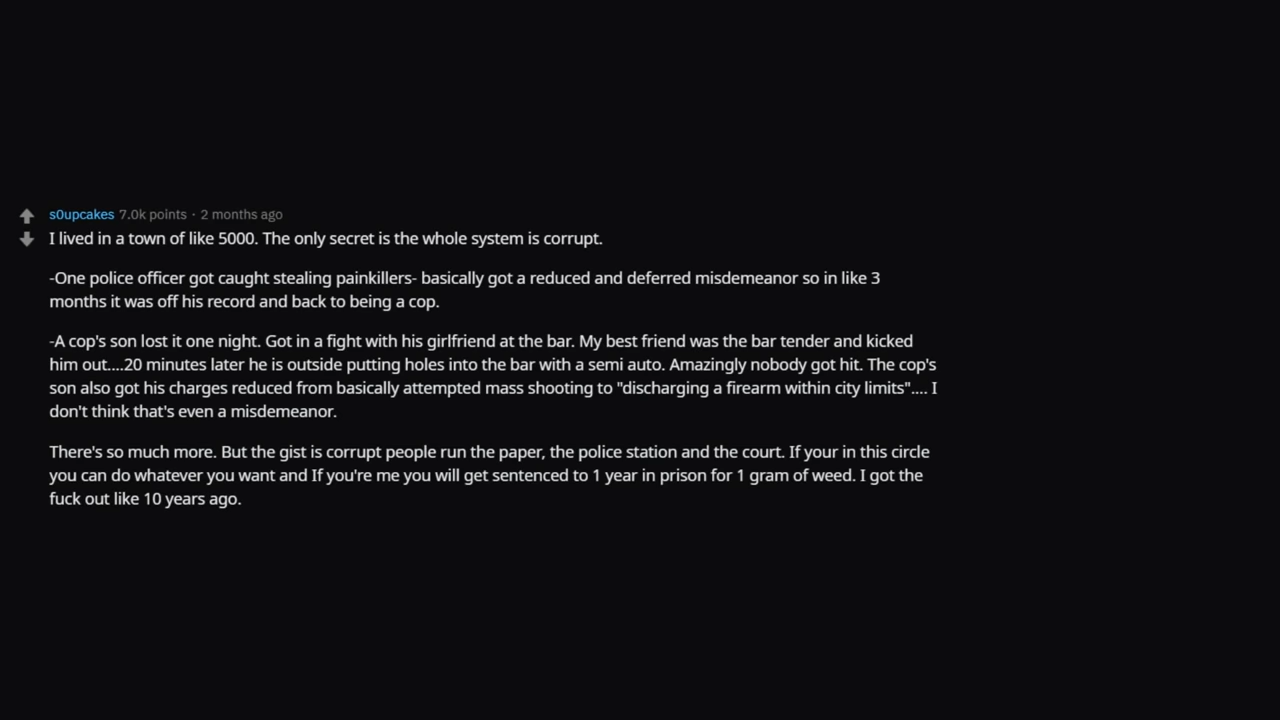 s0upcakes 7.0k points · 2 months ago
I lived in a town of like 5000. The only secret is the whole system is corrupt.
-One police officer got caught stealing painkillers- basically got a reduced and deferred misdemeanor so in like 3
months it was off his record and back to being a cop.
-A cop's son lost it one night. Got in a fight with his girlfriend at the bar. My best friend was the bar tender and kicked
him out....20 minutes later he is outside putting holes into the bar with a semi auto. Amazingly nobody got hit. The cop's
son also got his charges reduced from basically attempted mass shooting to "discharging a firearm within city limits".... I
don't think that's even a misdemeanor.
There's so much more. But the gist is corrupt people run the paper, the police station and the court. If your in this circle
you can do whatever you want and If you're me you will get sentenced to 1 year in prison for 1 gram of weed. I got the
fuck out like 10 years ago.